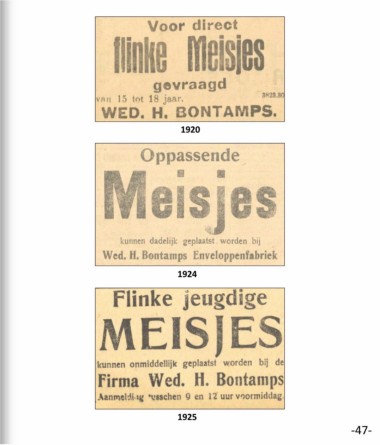 Voor direct
flinke Meisjes
gevraagd
van 15 tot 18 jaar.
WED. H. BONTAMPS.
1920
Oppassende
Meisjes
kunnen dadelijk geplaatst worden bij
Wed. H. Bontamps Enveloppenfabriek
1924
Flinke jeugdige
MEISJES
kunnen onmiddellijk geplaatst worden bij de
Firma Wed. H. Bontamps
Aanmelding tusschen 9 en 12 uur voormiddag.
1925
-47-